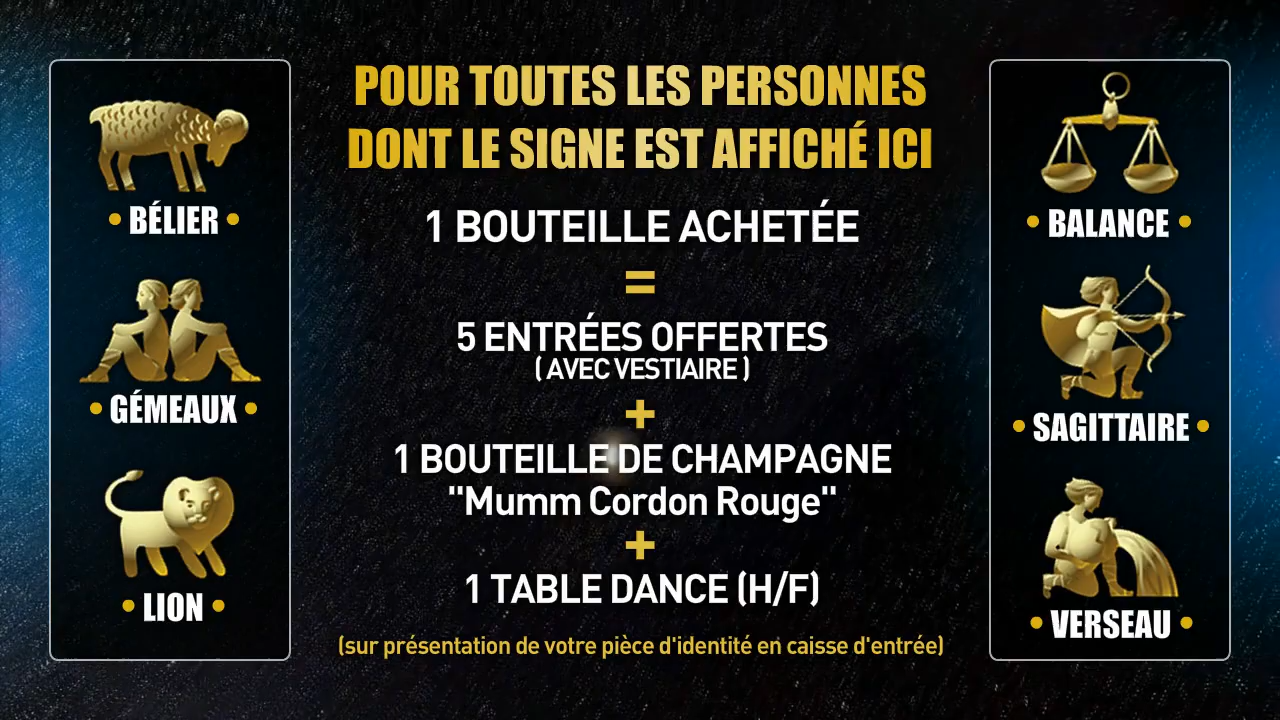 • BÉLIER •
• GÉMEAUX •
• LION •
POUR TOUTES LES PERSONNES
DONT LE SIGNE EST AFFICHÉ ICI
1 BOUTEILLE ACHETÉE
=
5 ENTRÉES OFFERTES
( AVEC VESTIAIRE )
+
1 BOUTEILLE DE CHAMPAGNE
"Mumm Cordon Rouge"
+
1 TABLE DANCE (H/F)
(sur présentation de votre pièce d'identité en caisse d'entrée)
• BALANCE •
• SAGITTAIRE •
• VERSEAU •